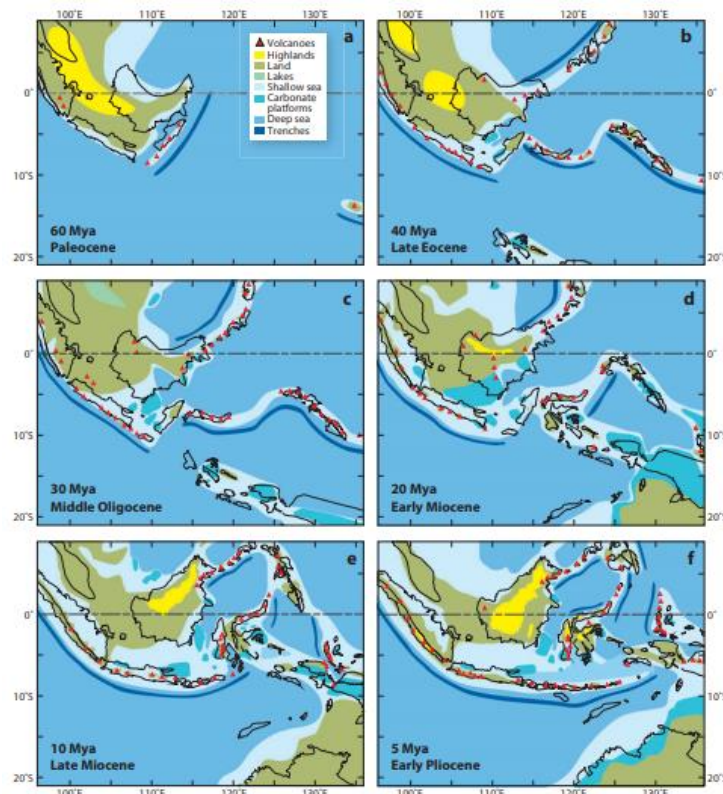 100°E 110°E 120°E 130°E 100°E 110°E 120°E 130°E
a
Volcanoes
Highlands
Land
Lakes
Shallow sea
Carbonate
platforms
Deep sea
Trenches
0°
10°S
20°S
60 Mya
Paleocene
b
0°
10°S
20°S
40 Mya
Late Eocene
c
0°
10°S
20°S
30 Mya
Middle Oligocene
d
0°
10°S
20°S
20 Mya
Early Miocene
e
0°
10°S
20°S
10 Mya
Late Miocene
f
0°
10°S
20°S
5 Mya
Early Pliocene
100°E 110°E 120°E 130°E 100°E 110°E 120°E 130°E